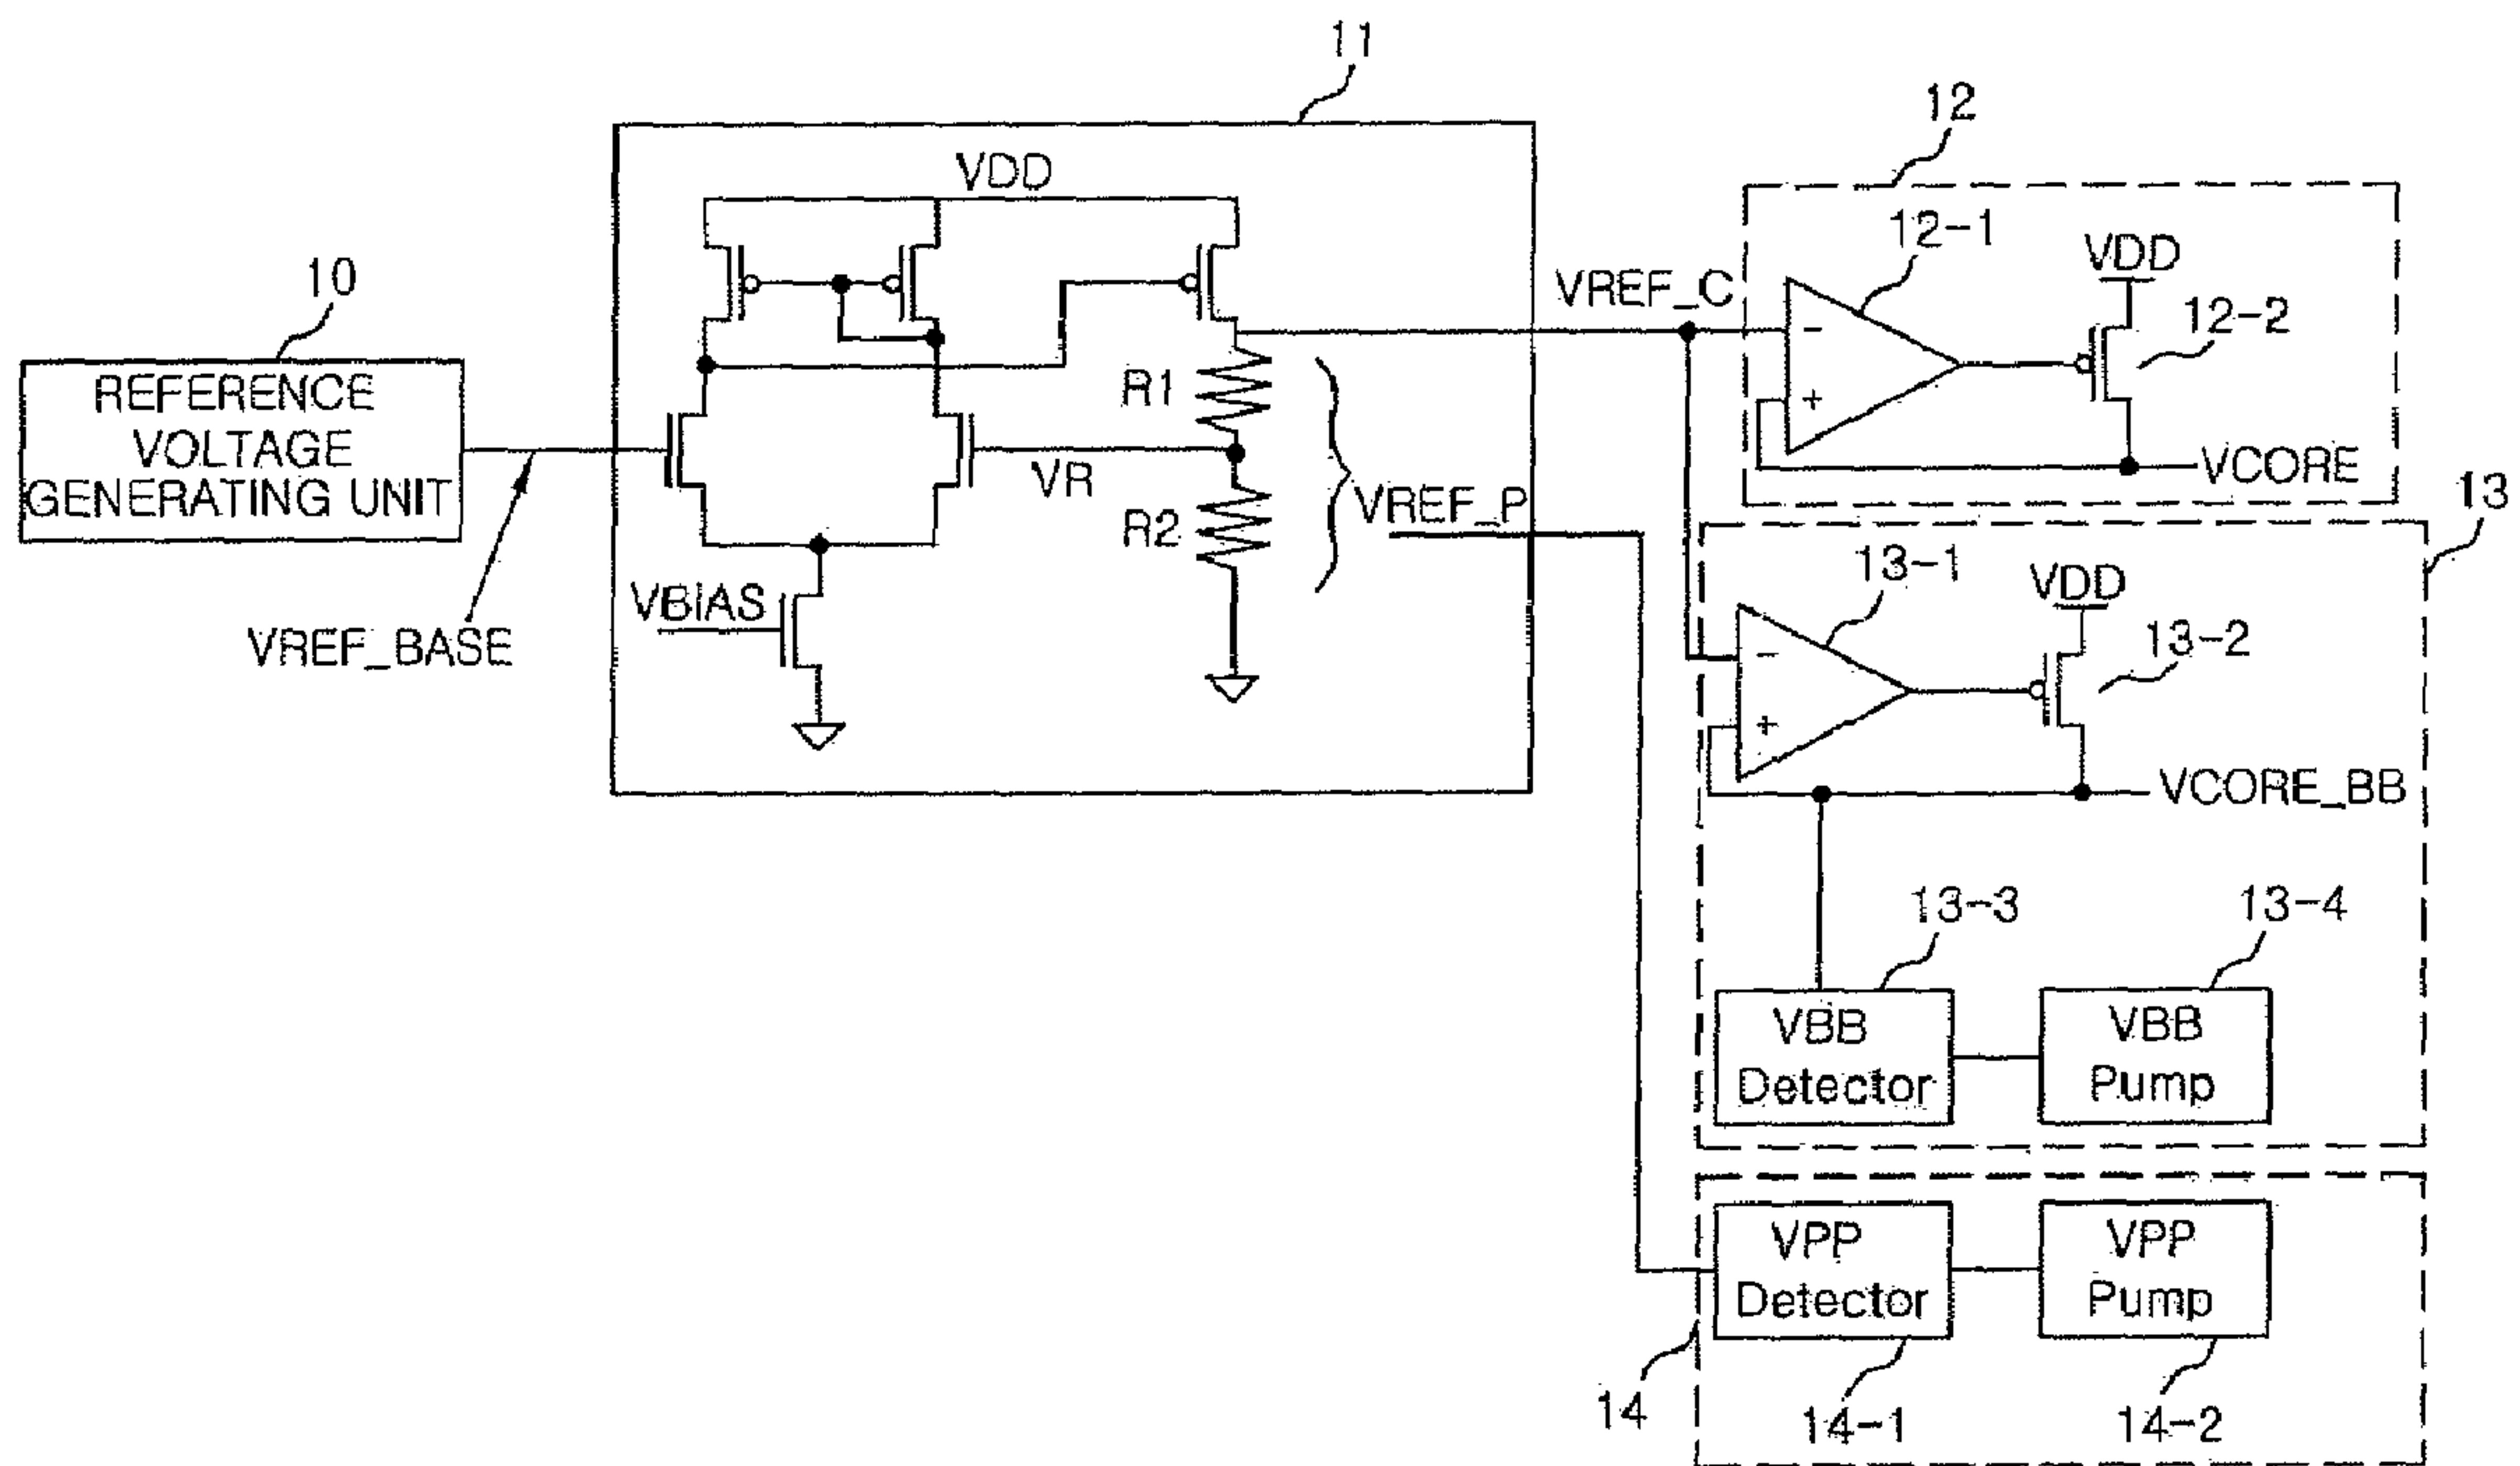 11
12
VDD
12-1
VDD
10
VREF_C
12-2
-
REFERENCE
VOLTAGE
GENERATING UNIT
R1
+
VR
VCORE
13
VREF_P
R2
13-1
VDD
VBIAS
VREF_BASE
-
13-2
+
VCORE_BB
13-3
13-4
VBB
Detector
VBB
Pump
VPP
Detector
VPP
Pump
14
14-1
14-2